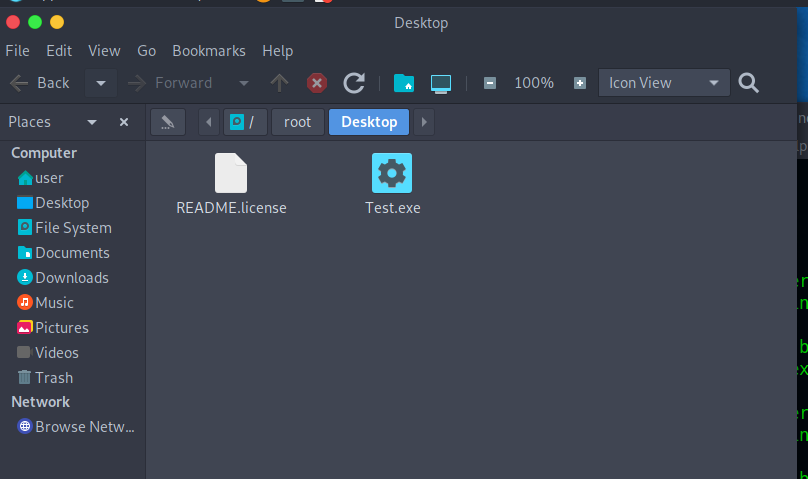 Desktop
File Edit View Go Bookmarks Help
Back Forward 100% Icon View
Places / root Desktop
Computer
user
Desktop
File System
Documents
Downloads
Music
Pictures
Videos
Trash
Network
Browse Netw...
README.license Test.exe